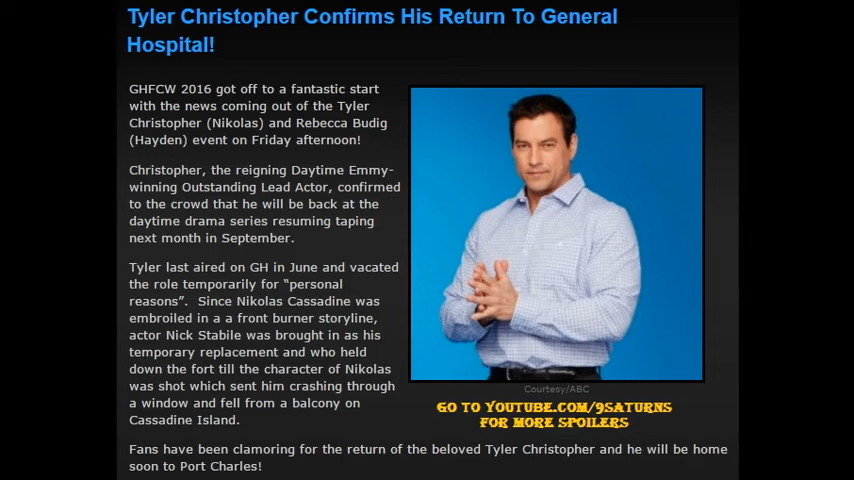 Tyler Christopher Confirms His Return To General
Hospital!
GHFCW 2016 got off to a fantastic start
with the news coming out of the Tyler
Christopher (Nikolas) and Rebecca Budig
(Hayden) event on Friday afternoon!
Christopher, the reigning Daytime Emmy-
winning Outstanding Lead Actor, confirmed
to the crowd that he will be back at the
daytime drama series resuming taping
next month in September.
Tyler last aired on GH in June and vacated
the role temporarily for "personal
reasons". Since Nikolas Cassadine was
embroiled in a a front burner storyline,
actor Nick Stabile was brought in as his
temporary replacement and who held
down the fort till the character of Nikolas
was shot which sent him crashing through
a window and fell from a balcony on
Cassadine Island.
Courtesy/ABC
GO TO YOUTUBE.COM/9SATURNS
FOR MORE SPOILERS
Fans have been clamoring for the return of the beloved Tyler Christopher and he will be home
soon to Port Charles!